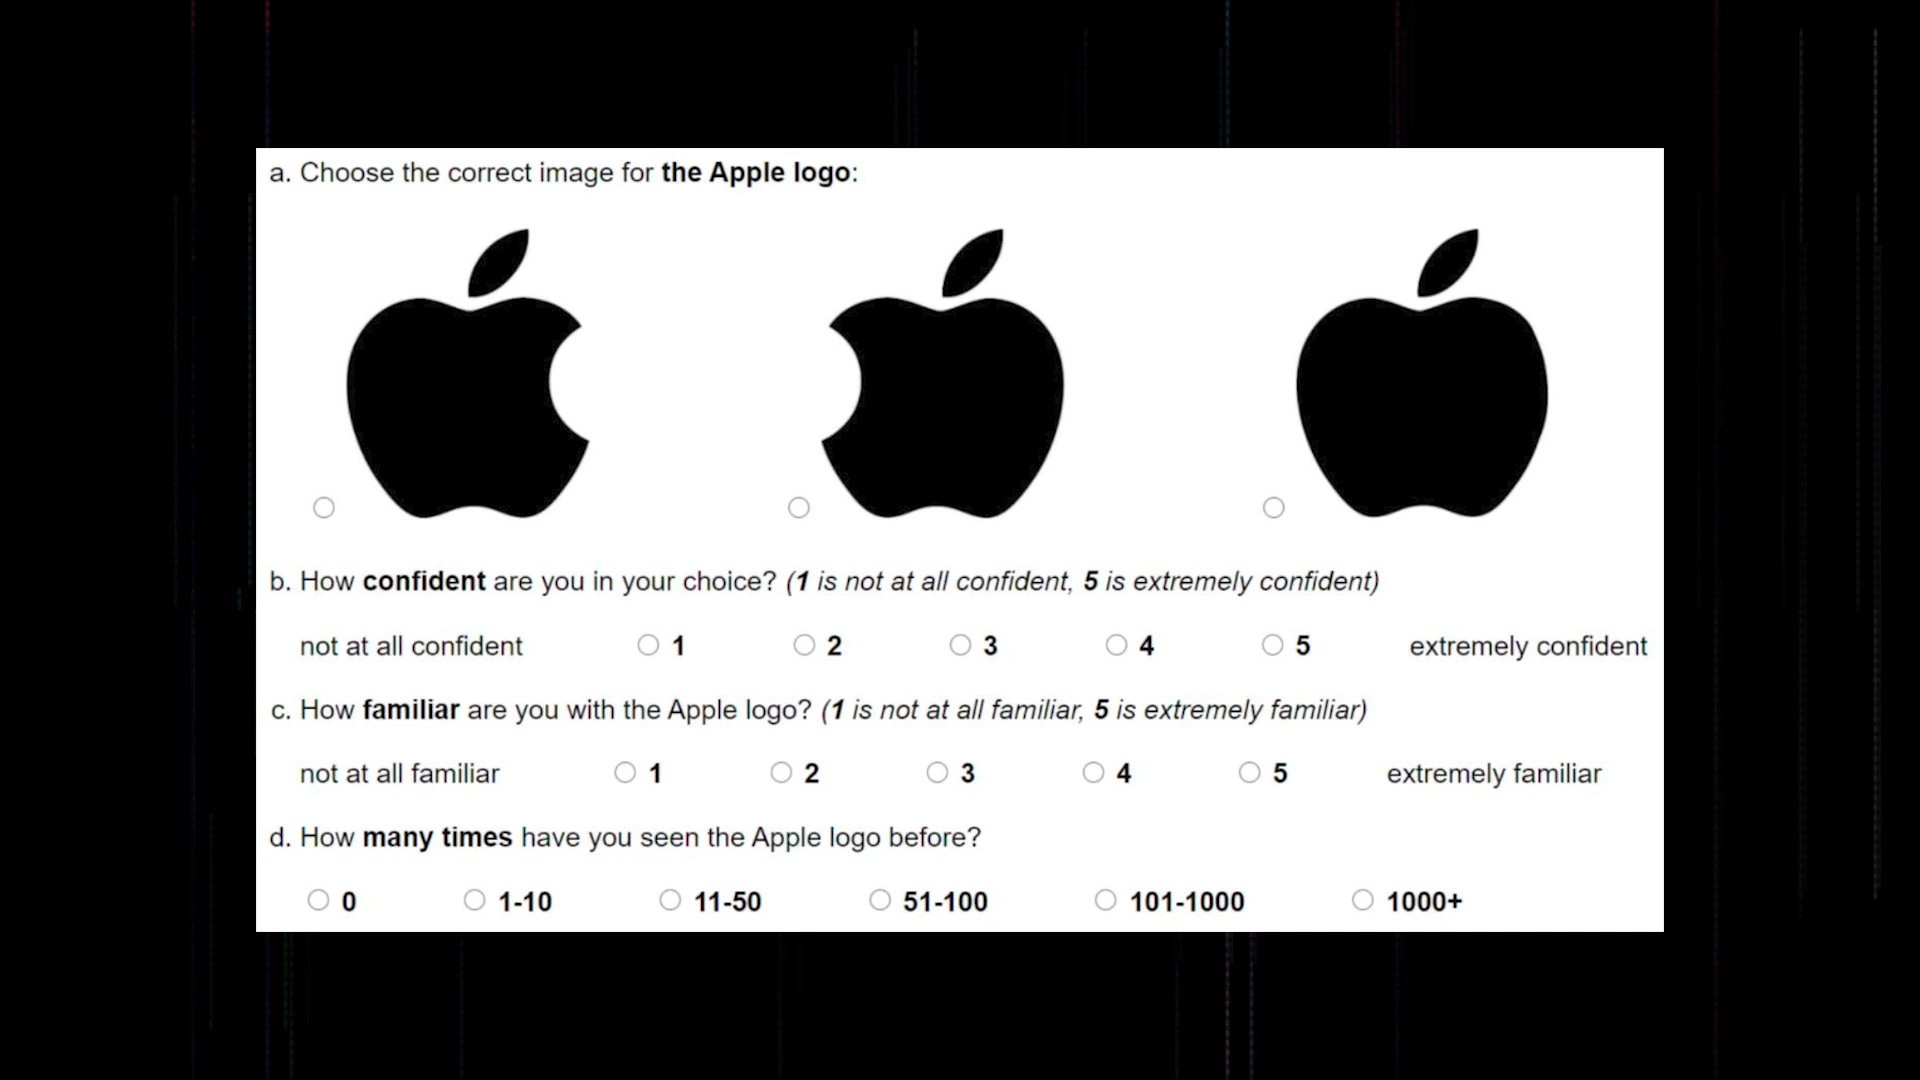 a. Choose the correct image for the Apple logo:
b. How confident are you in your choice? (1 is not at all confident, 5 is extremely confident)
not at all confident 1 2 3 4 5 extremely confident
c. How familiar are you with the Apple logo? (1 is not at all familiar, 5 is extremely familiar)
not at all familiar 1 2 3 4 5 extremely familiar
d. How many times have you seen the Apple logo before?
0 1-10 11-50 51-100 101-1000 1000+